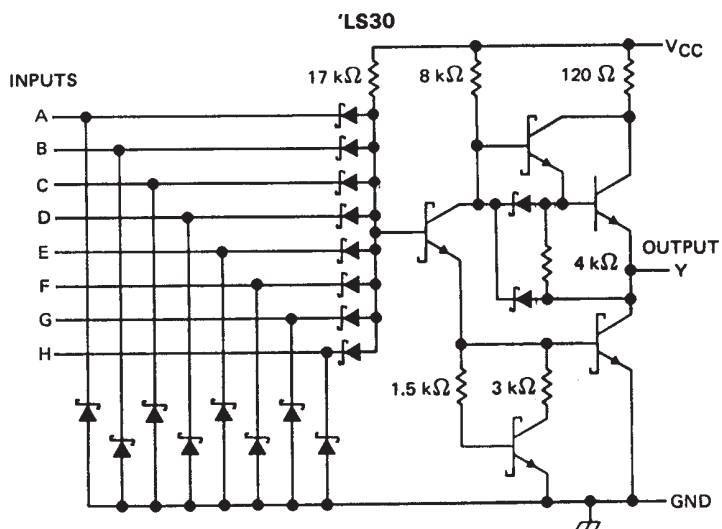 'LS30
VCC
17 kΩ
8 kΩ
120 Ω
INPUTS
A
B
C
D
E
F
G
H
4 kΩ
OUTPUT
Y
1.5 kΩ
3 kΩ
GND